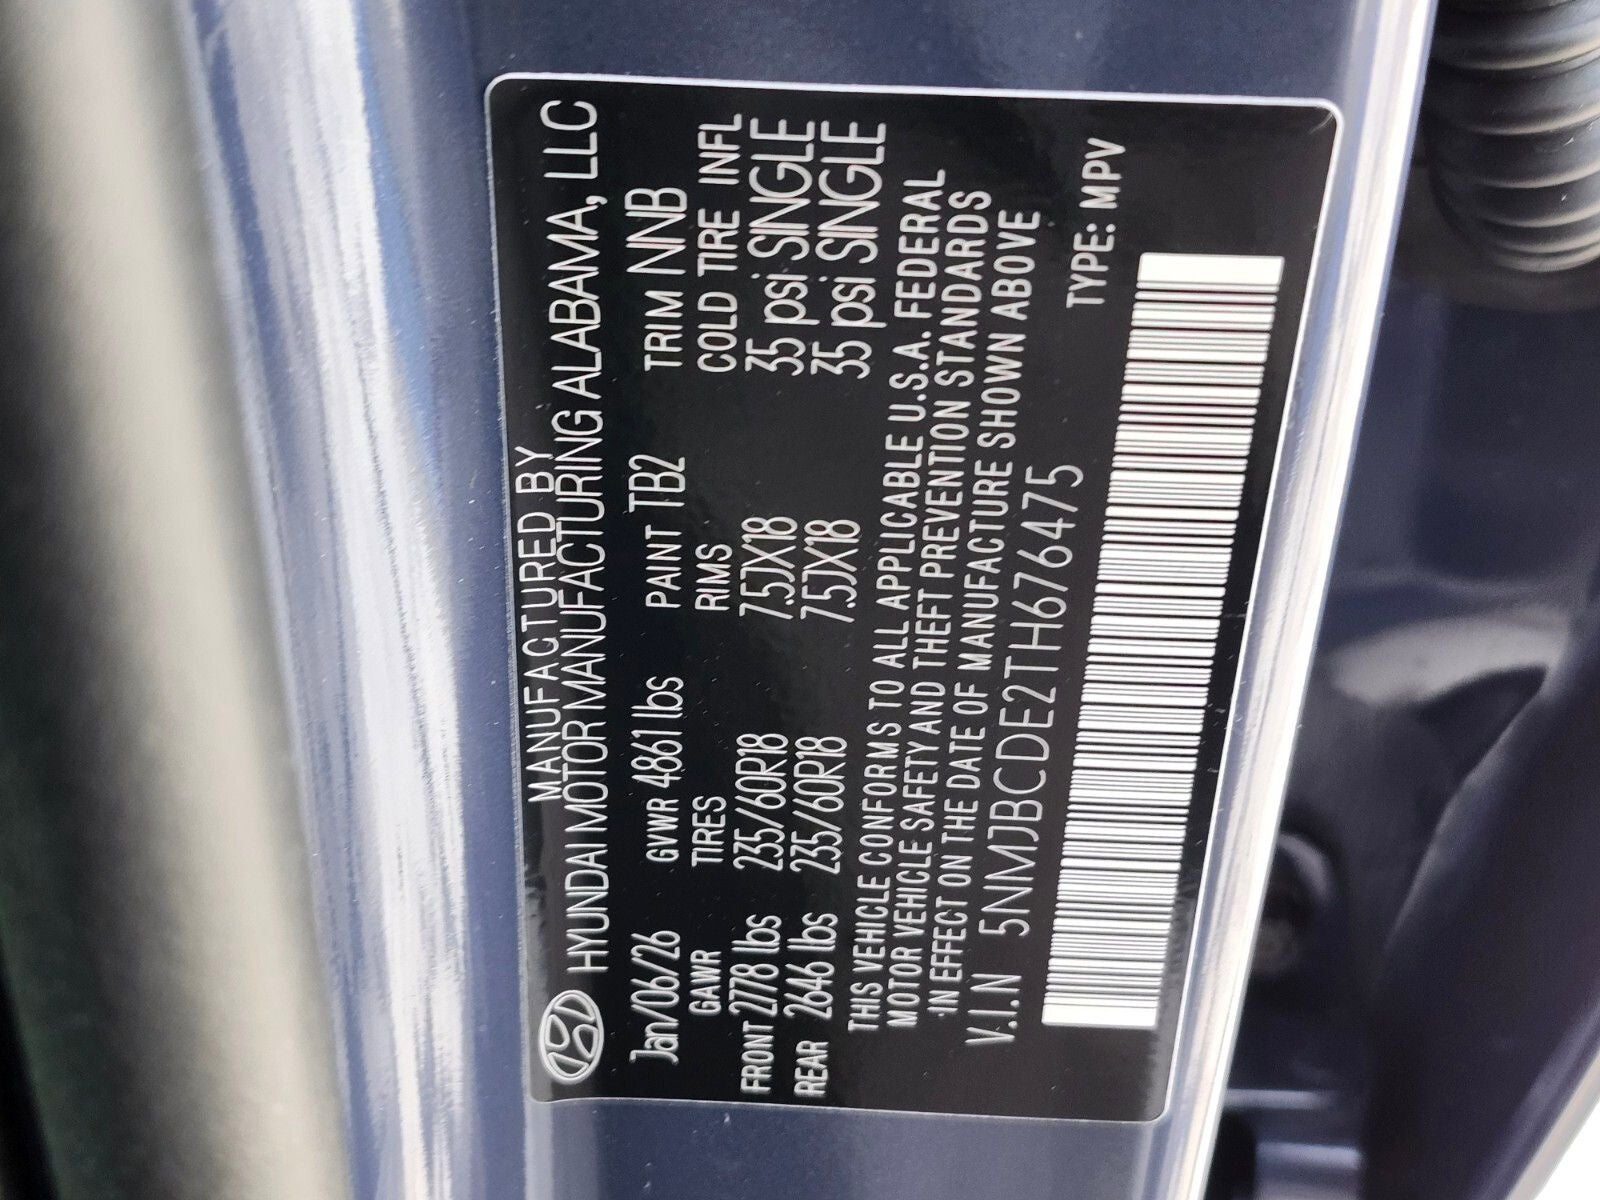 MANUFACTURED BY
HYUNDAI MOTOR MANUFACTURING ALABAMA, LLC
Jan/06/26 GVWR 4861 lbs PAINT TB2 TRIM NNB
GAWR TIRES RIMS COLD TIRE INFL
FRONT 2778 lbs 235/60R18 7.5JX18 35 psi SINGLE
REAR 2646 lbs 235/60R18 7.5JX18 35 psi SINGLE
THIS VEHICLE CONFORMS TO ALL APPLICABLE U.S.A. FEDERAL
MOTOR VEHICLE SAFETY AND THEFT PREVENTION STANDARDS
IN EFFECT ON THE DATE OF MANUFACTURE SHOWN ABOVE
V.I.N 5NMJBCDE2TH676475
TYPE: MPV